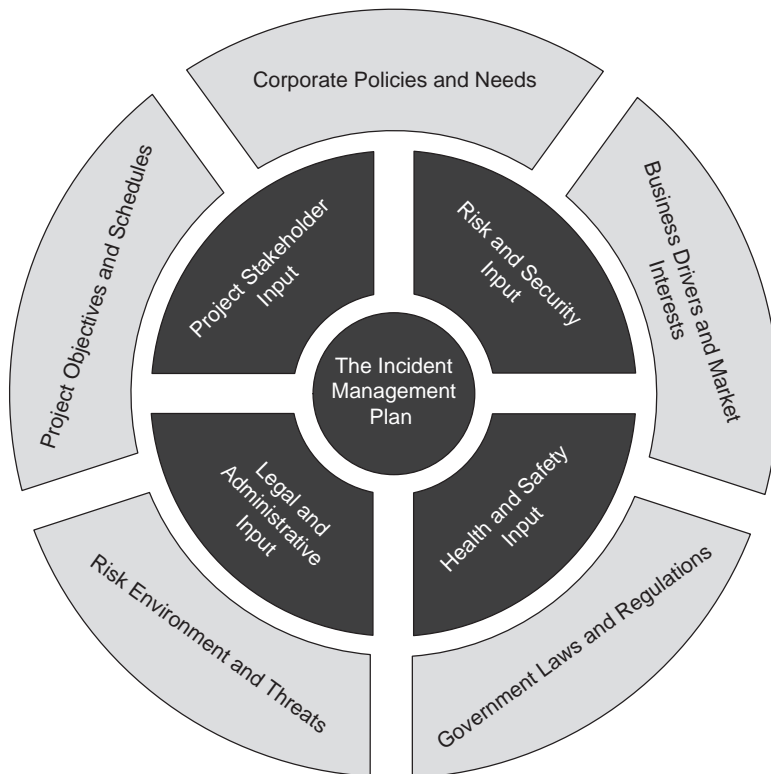 Corporate Policies and Needs
Project Objectives and Schedules
Business Drivers and Market
Interests
Project Stakeholder
Input
Risk and Security
Input
The Incident
Management
Plan
Legal and
Administrative
Input
Health and Safety
Input
Risk Environment and Threats
Government Laws and Regulations